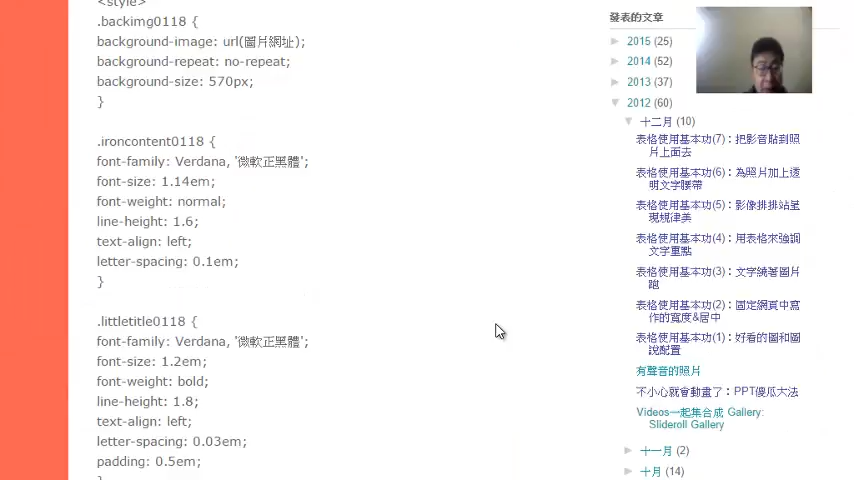 <style>
.backimg0118 {
background-image: url(圖片網址);
background-repeat: no-repeat;
background-size: 570px;
}
.ironcontent0118 {
font-family: Verdana, '微軟正黑體';
font-size: 1.14em;
font-weight: normal;
line-height: 1.6;
text-align: left;
letter-spacing: 0.1em;
}
.littletitle0118 {
font-family: Verdana, '微軟正黑體';
font-size: 1.2em;
font-weight: bold;
line-height: 1.8;
text-align: left;
letter-spacing: 0.03em;
padding: 0.5em;
}
發表的文章
► 2015 (25)
► 2014 (52)
► 2013 (37)
▼ 2012 (60)
▼ 十二月 (10)
表格使用基本功(7)：把影音貼到照
片上面去
表格使用基本功(6)：為照片加上透
明文字腰帶
表格使用基本功(5)：影像排排站呈
現規律美
表格使用基本功(4)：用表格來強調
文字重點
表格使用基本功(3)：文字繞著圖片
跑
表格使用基本功(2)：固定網頁中寫
作的寬度&居中
表格使用基本功(1)：好看的圖和圖
說配置
有聲音的照片
不小心就會動畫了：PPT傻瓜大法
Videos一起集合成 Gallery:
Slideroll Gallery
► 十一月 (2)
► 十月 (14)